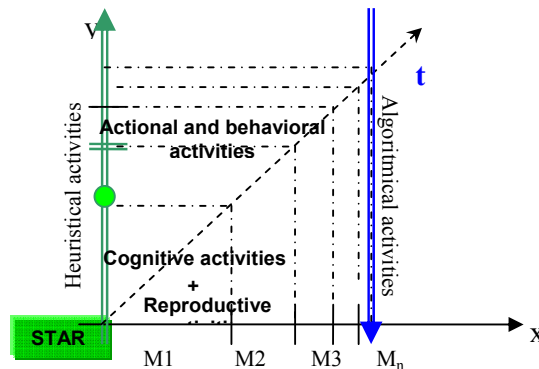 y
t
Heuristical activities
Actional and behavioral
activities
Algoritmical activities
Cognitive activities
+
Reproductive
STAR
x
M1 M2 M3 Mn